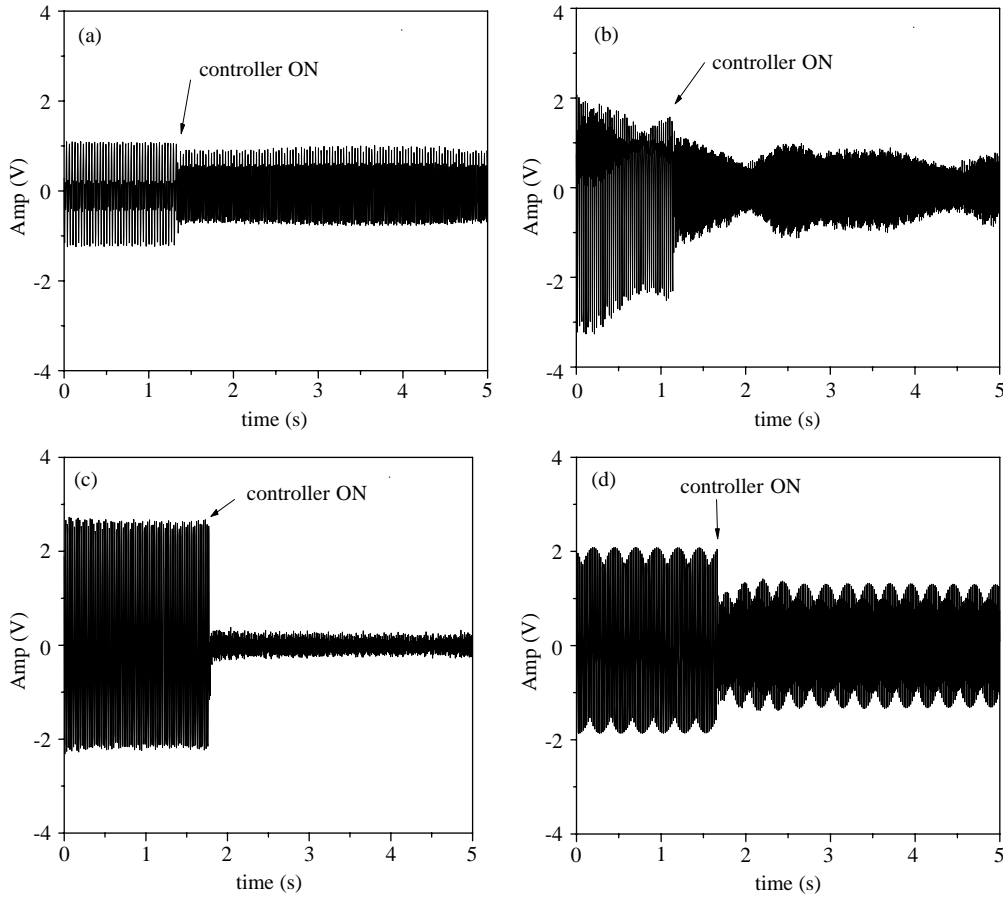 (a)
controller ON
Amp (V)
4
2
0
-2
-4
0 1 2 3 4 5
time (s)
(b)
controller ON
Amp (V)
4
2
0
-2
-4
0 1 2 3 4 5
time (s)
(c)
controller ON
Amp (V)
4
2
0
-2
-4
0 1 2 3 4 5
time (s)
(d)
controller ON
Amp (V)
4
2
0
-2
-4
0 1 2 3 4 5
time (s)